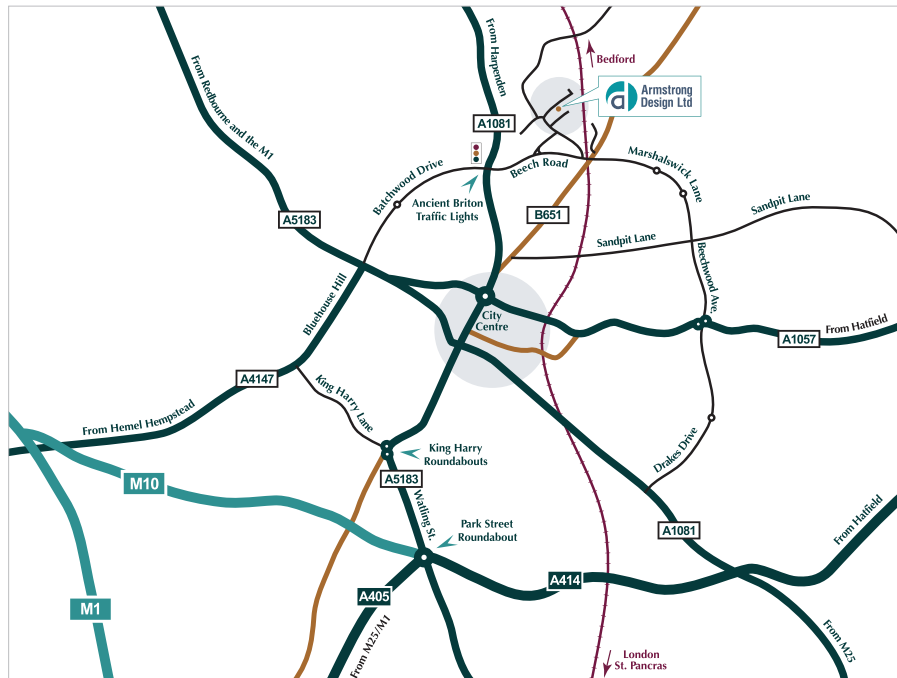 From Redbourne and the M1
From Harpenden
Bedford
Armstrong
Design Ltd
A1081
Batchwood Drive
Beech Road
Marshalswick Lane
Ancient Briton
Traffic Lights
A5183
B651
Sandpit Lane
Sandpit Lane
Beechwood Ave.
Bluehouse Hill
City
Centre
From Hatfield
A1057
A4147
King Harry Lane
From Hemel Hempstead
King Harry
Roundabouts
Drakes Drive
M10
A5183
Watling St.
Park Street
Roundabout
A1081
From Hatfield
A414
A405
M1
From M25/M1
London
St. Pancras
From M25